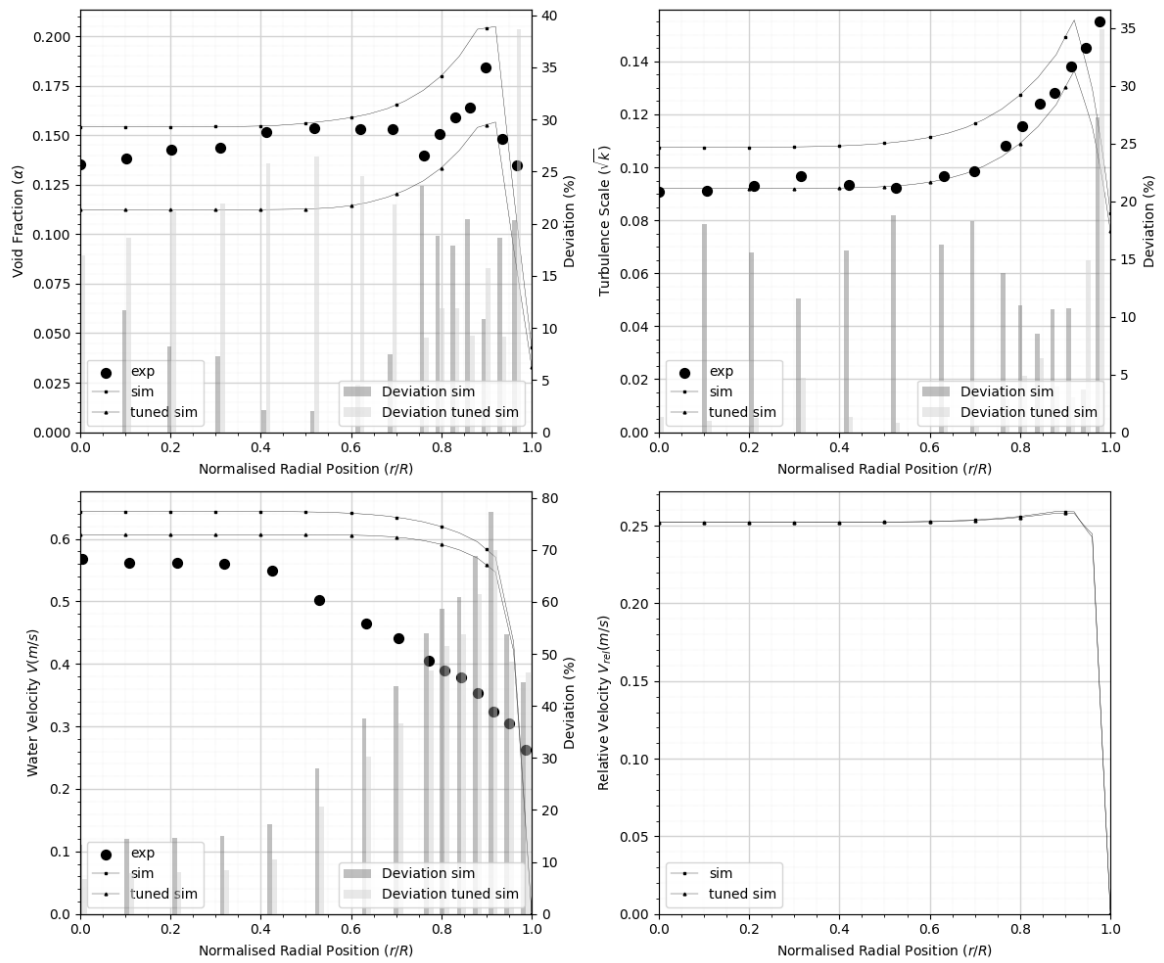 0.200
0.175
0.150
0.125
0.100
0.075
0.050
0.025
0.000
Void Fraction (α)
40
35
30
25
20
15
10
5
0
Deviation (%)
exp
sim
tuned sim
Deviation sim
Deviation tuned sim
0.0 0.2 0.4 0.6 0.8 1.0
Normalised Radial Position (r/R)
0.14
0.12
0.10
0.08
0.06
0.04
0.02
0.00
Turbulence Scale (√k)
35
30
25
20
15
10
5
0
Deviation (%)
exp
sim
tuned sim
Deviation sim
Deviation tuned sim
0.0 0.2 0.4 0.6 0.8 1.0
Normalised Radial Position (r/R)
0.6
0.5
0.4
0.3
0.2
0.1
0.0
Water Velocity V(m/s)
80
70
60
50
40
30
20
10
0
Deviation (%)
exp
sim
tuned sim
Deviation sim
Deviation tuned sim
0.0 0.2 0.4 0.6 0.8 1.0
Normalised Radial Position (r/R)
0.25
0.20
0.15
0.10
0.05
0.00
Relative Velocity V_rel(m/s)
sim
tuned sim
0.0 0.2 0.4 0.6 0.8 1.0
Normalised Radial Position (r/R)